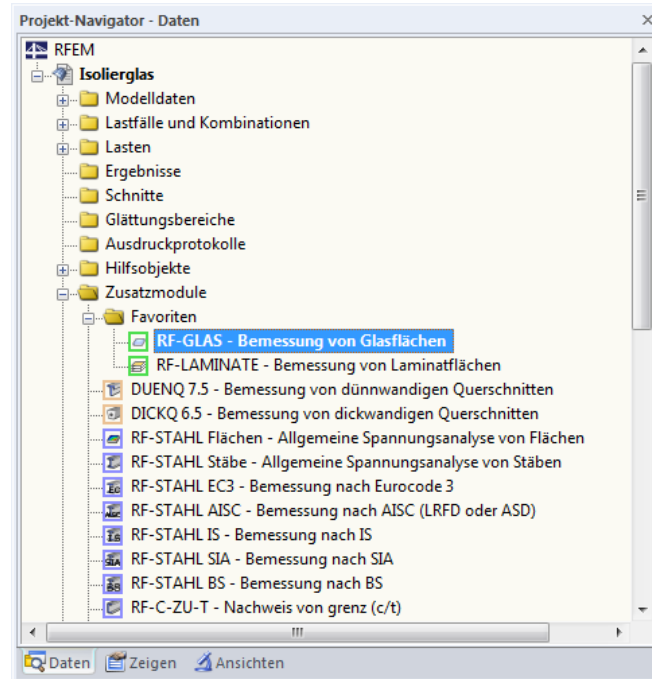 Projekt-Navigator - Daten
RFEM
Isolierglas
Modelldaten
Lastfälle und Kombinationen
Lasten
Ergebnisse
Schnitte
Glättungsbereiche
Ausdruckprotokolle
Hilfsobjekte
Zusatzmodule
Favoriten
RF-GLAS - Bemessung von Glasflächen
RF-LAMINATE - Bemessung von Laminatflächen
DUENQ 7.5 - Bemessung von dünnwandigen Querschnitten
DICKQ 6.5 - Bemessung von dickwandigen Querschnitten
RF-STAHL Flächen - Allgemeine Spannungsanalyse von Flächen
RF-STAHL Stäbe - Allgemeine Spannungsanalyse von Stäben
RF-STAHL EC3 - Bemessung nach Eurocode 3
RF-STAHL AISC - Bemessung nach AISC (LRFD oder ASD)
RF-STAHL IS - Bemessung nach IS
RF-STAHL SIA - Bemessung nach SIA
RF-STAHL BS - Bemessung nach BS
RF-C-ZU-T - Nachweis von grenz (c/t)
Daten Zeigen Ansichten